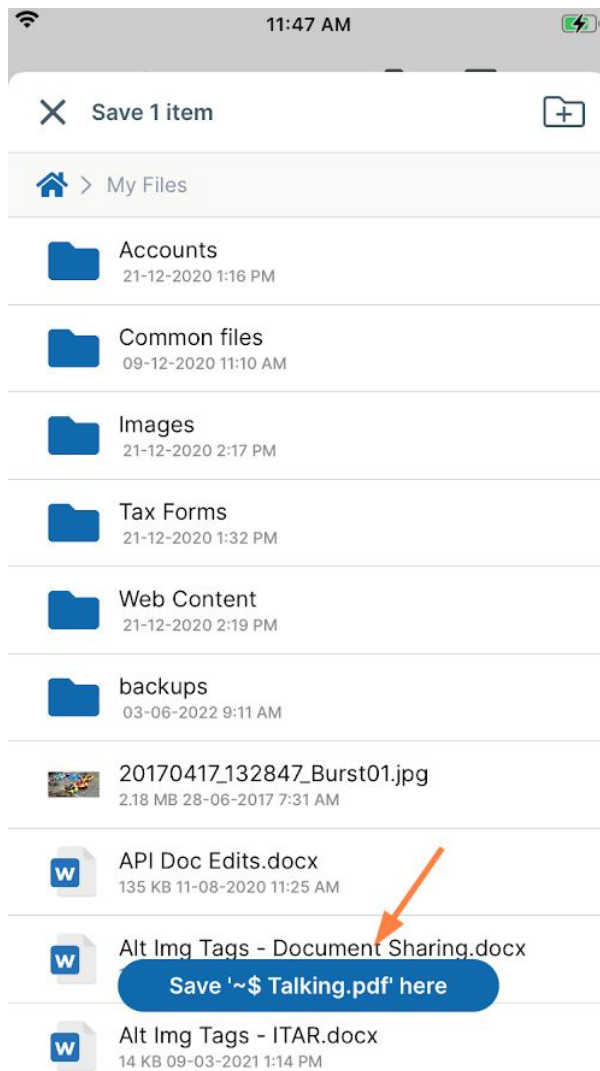 11:47 AM
Save 1 item
My Files
Accounts
21-12-2020 1:16 PM
Common files
09-12-2020 11:10 AM
Images
21-12-2020 2:17 PM
Tax Forms
21-12-2020 1:32 PM
Web Content
21-12-2020 2:19 PM
backups
03-06-2022 9:11 AM
20170417_132847_Burst01.jpg
2.18 MB 28-06-2017 7:31 AM
API Doc Edits.docx
135 KB 11-08-2020 11:25 AM
Alt Img Tags - Document Sharing.docx
Save '~$ Talking.pdf' here
Alt Img Tags - ITAR.docx
14 KB 09-03-2021 1:14 PM